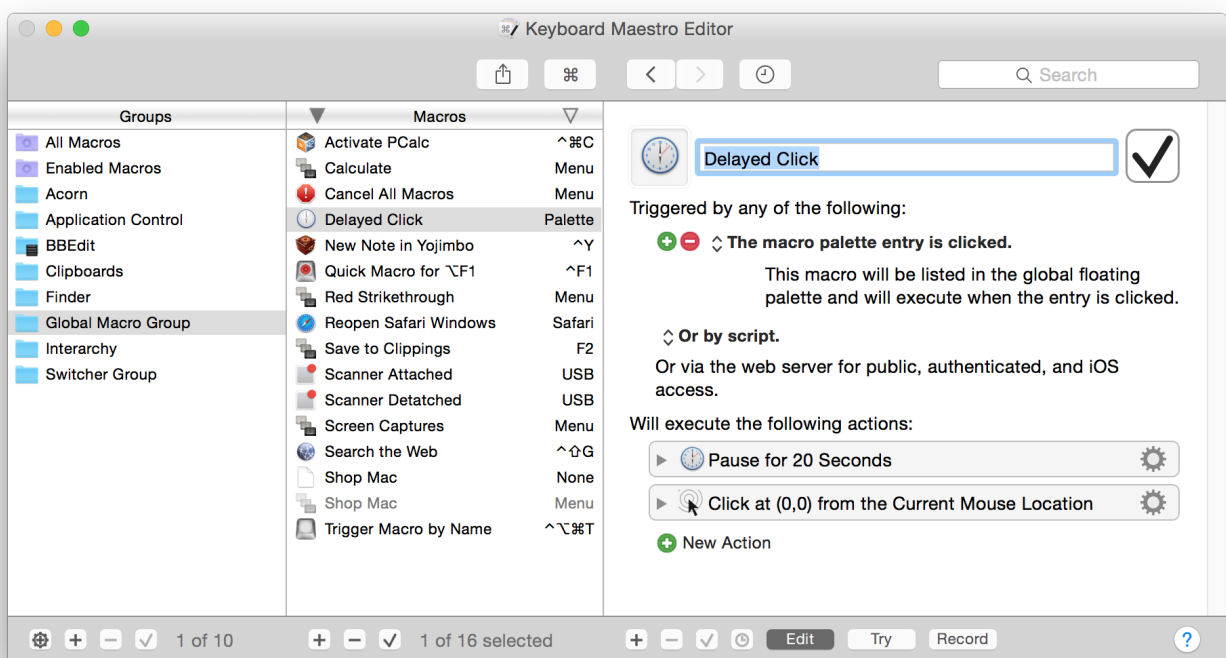 Keyboard Maestro Editor
Search
Groups
All Macros
Enabled Macros
Acorn
Application Control
BBEdit
Clipboards
Finder
Global Macro Group
Interarchy
Switcher Group
Macros
Activate PCalc ^⌘C
Calculate Menu
Cancel All Macros Menu
Delayed Click Palette
New Note in Yojimbo ^Y
Quick Macro for ⌥F1 ^F1
Red Strikethrough Menu
Reopen Safari Windows Safari
Save to Clippings F2
Scanner Attached USB
Scanner Detatched USB
Screen Captures Menu
Search the Web ^⇧G
Shop Mac None
Shop Mac Menu
Trigger Macro by Name ^⌥⌘T
Delayed Click
Triggered by any of the following:
The macro palette entry is clicked.
This macro will be listed in the global floating
palette and will execute when the entry is clicked.
Or by script.
Or via the web server for public, authenticated, and iOS
access.
Will execute the following actions:
Pause for 20 Seconds
Click at (0,0) from the Current Mouse Location
New Action
1 of 10
1 of 16 selected
Edit Try Record ?